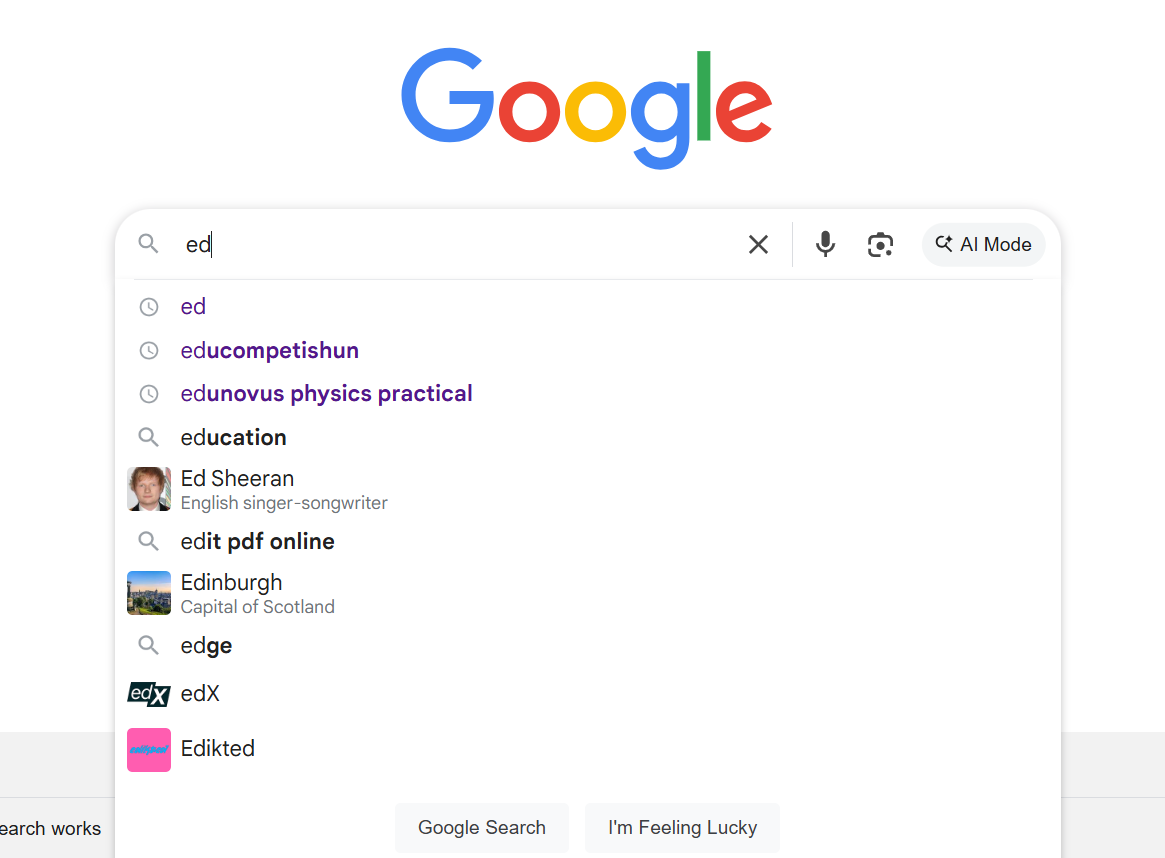 Google
ed
AI Mode
ed
educompetishun
edunovus physics practical
education
Ed Sheeran
English singer-songwriter
edit pdf online
Edinburgh
Capital of Scotland
edge
edX edX
Edikted
earch works
Google Search I'm Feeling Lucky